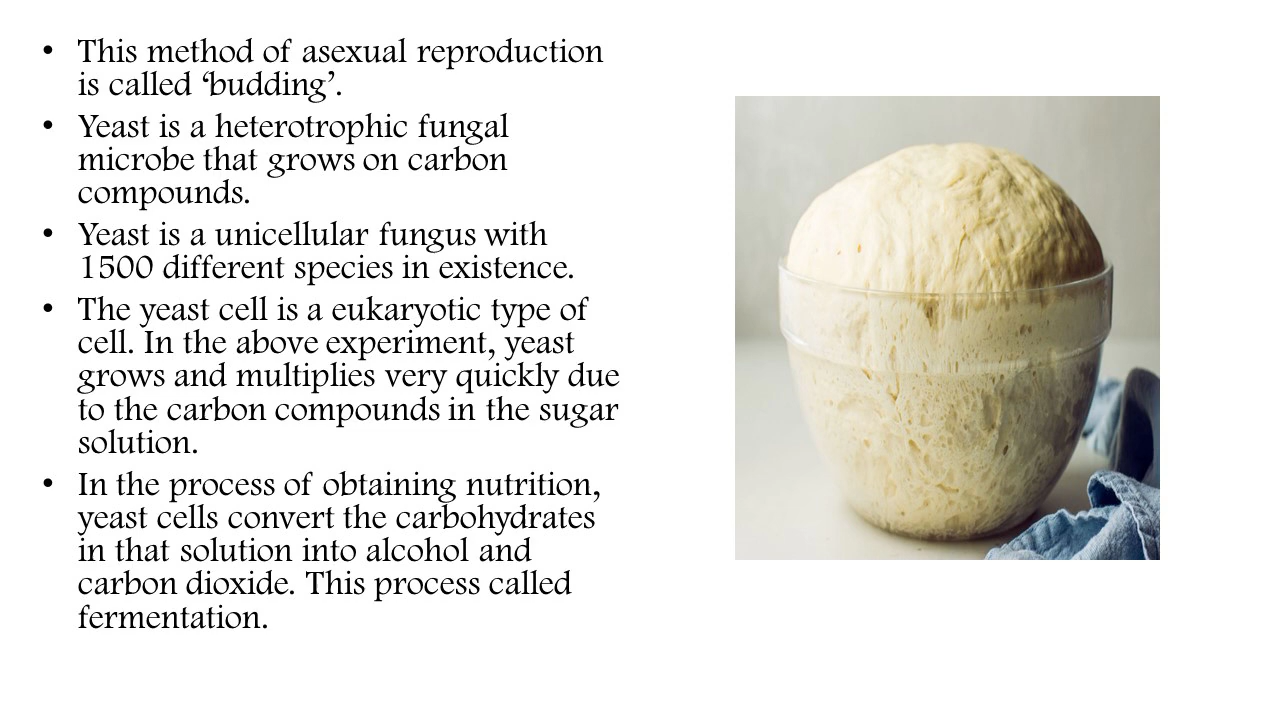 • This method of asexual reproduction
is called ‘budding’.
• Yeast is a heterotrophic fungal
microbe that grows on carbon
compounds.
• Yeast is a unicellular fungus with
1500 different species in existence.
• The yeast cell is a eukaryotic type of
cell. In the above experiment, yeast
grows and multiplies very quickly due
to the carbon compounds in the sugar
solution.
• In the process of obtaining nutrition,
yeast cells convert the carbohydrates
in that solution into alcohol and
carbon dioxide. This process called
fermentation.